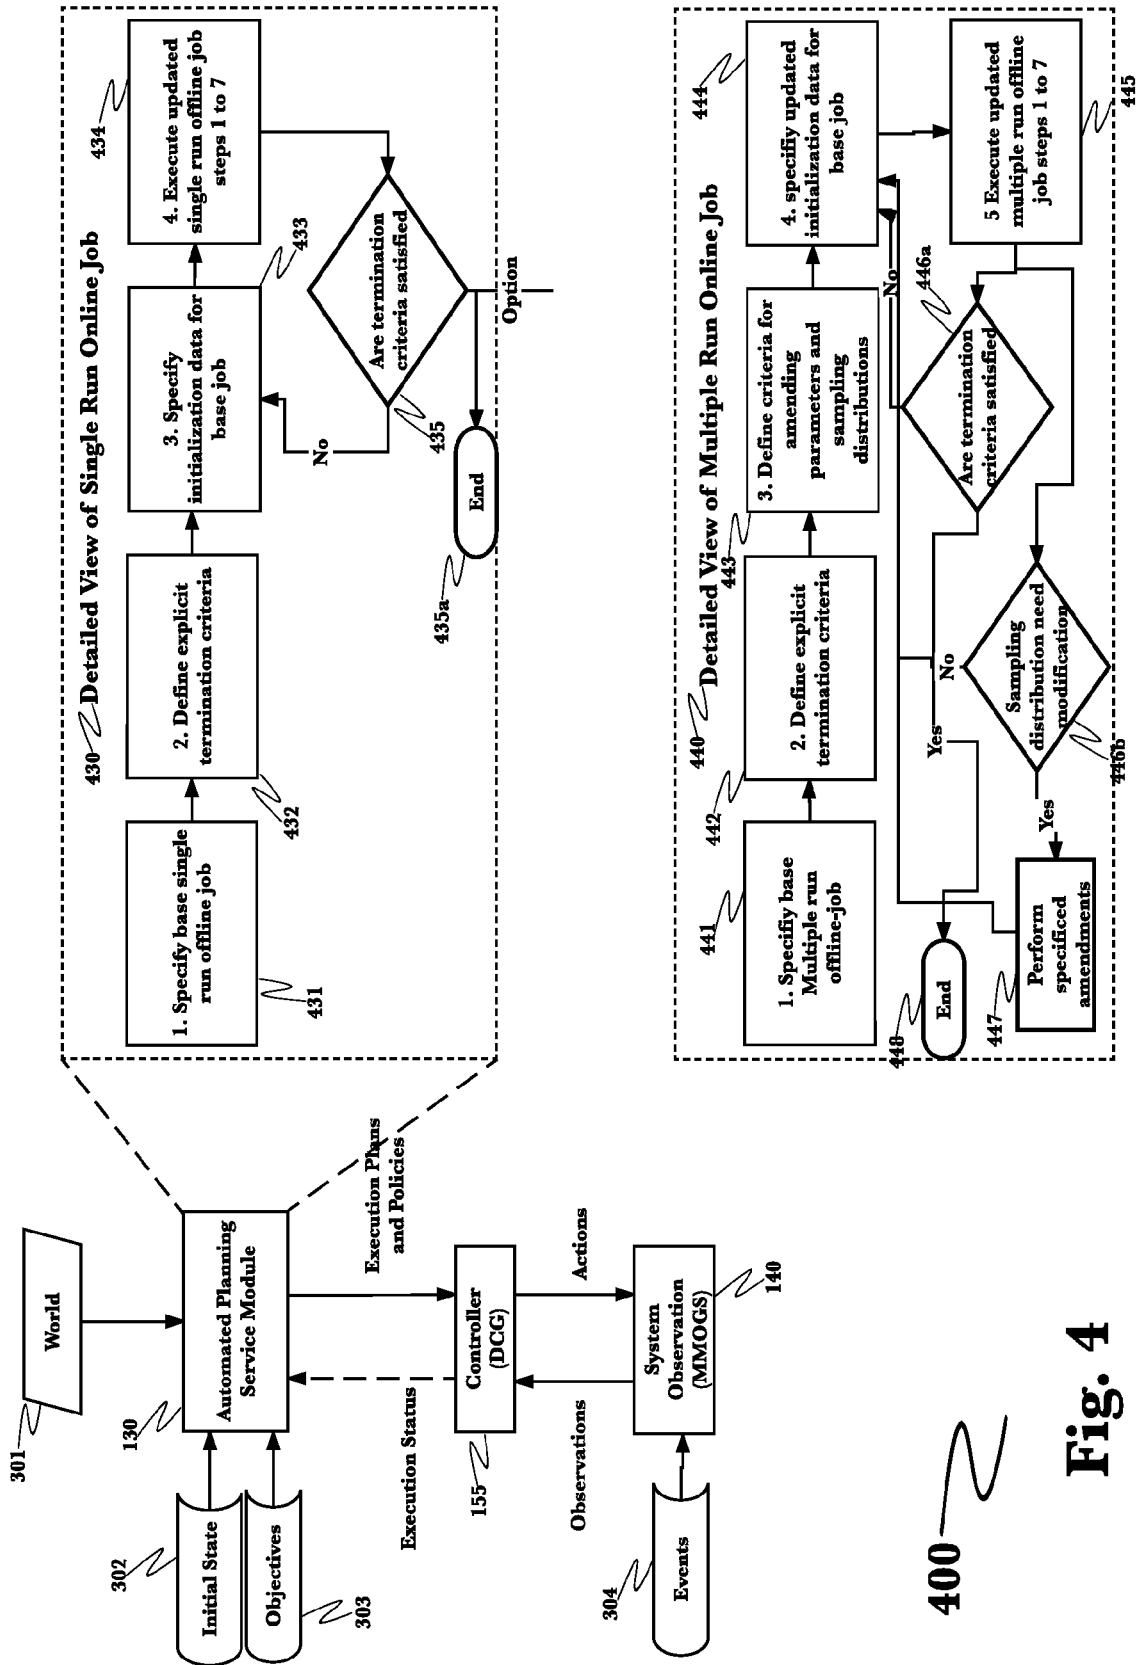 World
301
130
Automated Planning
Service Module
302
Initial State
Objectives
303
Execution Status
Execution Plans
and Policies
155
Controller
(DCG)
Observations
Actions
304
Events
System
Observation
(MMOGS)
140
430
Detailed View of Single Run Online Job
1. Specify base single
run offline job
431
2. Define explicit
termination criteria
432
3. Specify
initialization data for
base job
433
434
4. Execute updated
single run offline job
steps 1 to 7
No
Are termination
criteria satisfied
435
Option
End
435a
440
Detailed View of Multiple Run Online Job
441
1. Specifiy base
Multiple run
offline-job
442
2. Define explicit
termination criteria
443
3. Define criteria for
amending
parameters and
sampling
distributions
444
4. specifiy updated
initialization data for
base job
5 Execute updated
multiple run offline
job steps 1 to 7
445
No
446a
Are termination
criteria satisfied
Yes
No
Sampling
distribution need
modification
446b
Yes
447
Perform
specificed
amendments
448
End
400
Fig. 4